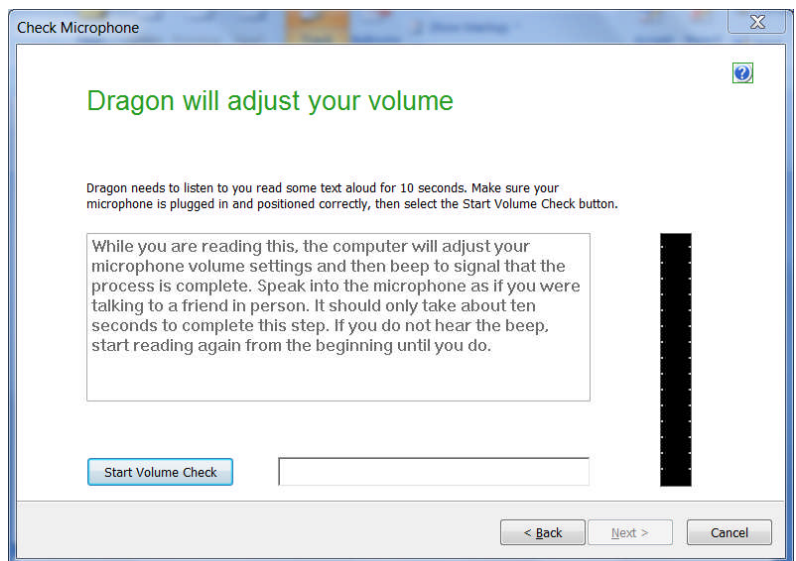 Check Microphone
Dragon will adjust your volume
Dragon needs to listen to you read some text aloud for 10 seconds. Make sure your
microphone is plugged in and positioned correctly, then select the Start Volume Check button.
While you are reading this, the computer will adjust your
microphone volume settings and then beep to signal that the
process is complete. Speak into the microphone as if you were
talking to a friend in person. It should only take about ten
seconds to complete this step. If you do not hear the beep,
start reading again from the beginning until you do.
Start Volume Check
< Back Next > Cancel